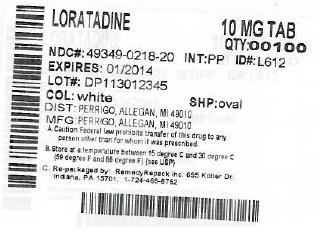 LORATADINE 10 MG TAB
QTY:00100
NDC#: 49349-0218-20 INT:PP ID#:L612
EXPIRES: 01/2014
LOT#: DP113012345
COL: white SHP:oval
DIST: PERRIGO, ALLEGAN, MI 49010
MFG: PERRIGO, ALLEGAN, MI 49010
A.Caution Federal law prohibits transfer of this drug to any
person other than for whom it was prescribed.
B.Store at a temperature between 15 degree C and 30 degree C
(59 degree F and 86 degree F) (see USP)
C. Re-packaged by: RemedyRepack Inc. 655 Kolter Dr.
Indiana, PA 15701, 1-724-465-8762